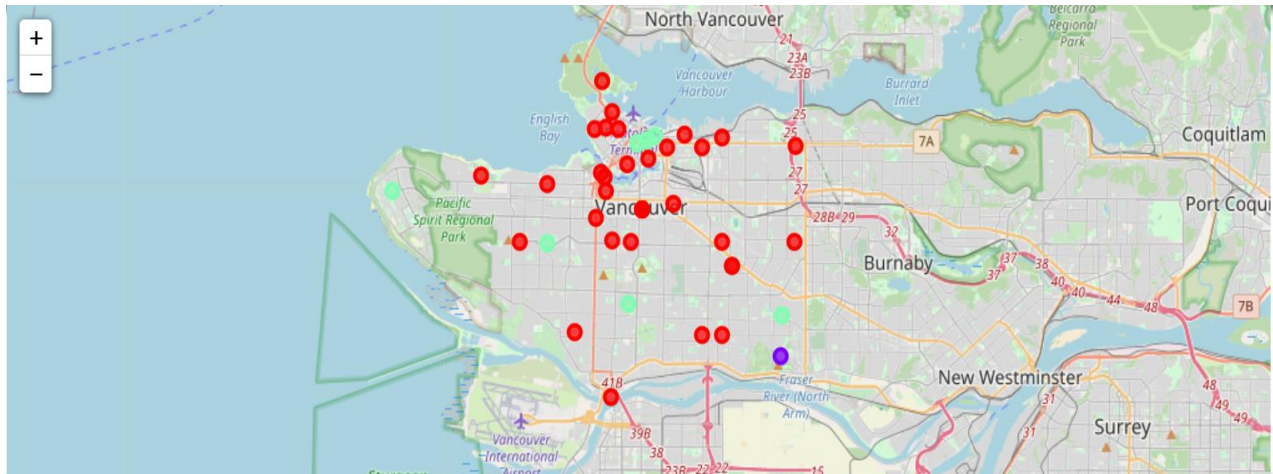 +
−
North Vancouver
Belcarra
Regional
Park
21
23A
23B
Vancouver
Harbour
Burrard
Inlet
English
Bay
25
25
7A
Coquitlam
27
27
Pacific
Spirit Regional
Park
Vancouver
28B-29
Port Coqui
32
Burnaby
37
37
38
40
40
44
48
7B
41B
Fraser
River (North
Arm)
New Westminster
48
49
49
31
31
39B
Surrey
Vancouver
International
Airport
38
23B
22
22
15